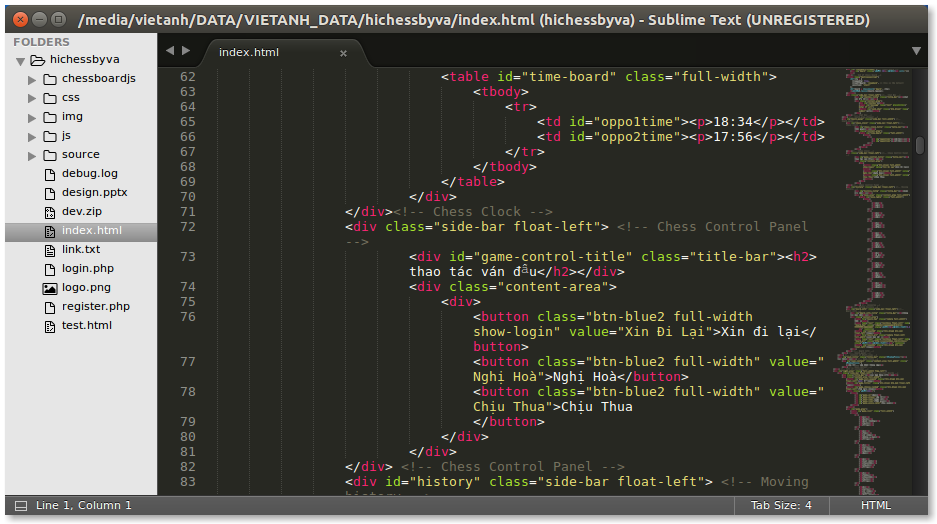 /media/vietanh/DATA/VIETANH_DATA/hichessbyva/index.html (hichessbyva) - Sublime Text (UNREGISTERED)
FOLDERS
hichessbyva
chessboardjs
css
img
js
source
debug.log
design.pptx
dev.zip
index.html
link.txt
login.php
logo.png
register.php
test.html
index.html
62 <table id="time-board" class="full-width">
63 <tbody>
64 <tr>
65 <td id="oppo1time"><p>18:34</p></td>
66 <td id="oppo2time"><p>17:56</p></td>
67 </tr>
68 </tbody>
69 </table>
70 </div>
71 </div><!-- Chess Clock -->
72 <div class="side-bar float-left"> <!-- Chess Control Panel
-->
73 <div id="game-control-title" class="title-bar"><h2>
thao tác ván đấu</h2></div>
74 <div class="content-area">
75 <div>
76 <button class="btn-blue2 full-width
show-login" value="Xin Đi Lại">Xin đi lại</
button>
77 <button class="btn-blue2 full-width" value="
Nghị Hoà">Nghị Hoà</button>
78 <button class="btn-blue2 full-width" value="
Chịu Thua">Chịu Thua
79 </button>
80 </div>
81 </div>
82 </div> <!-- Chess Control Panel -->
83 <div id="history" class="side-bar float-left"> <!-- Moving
Line 1, Column 1
Tab Size: 4
HTML